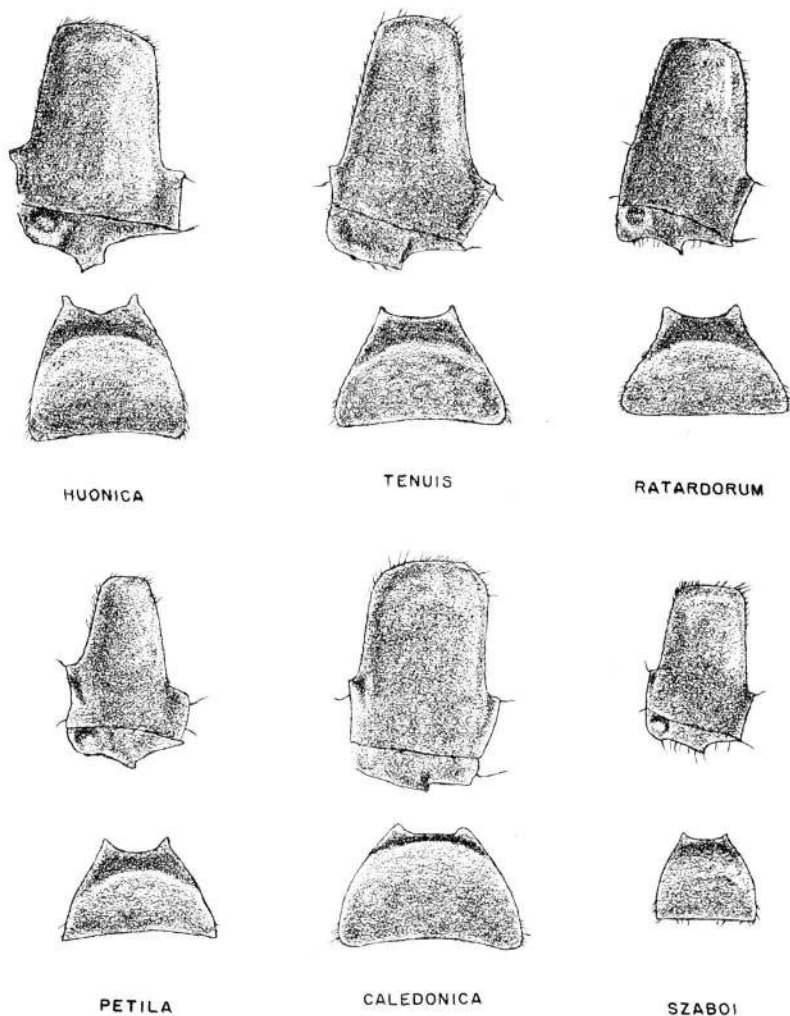 HUONICA
TENUIS
RATARDORUM
PETILA
CALEDONICA
SZABOI